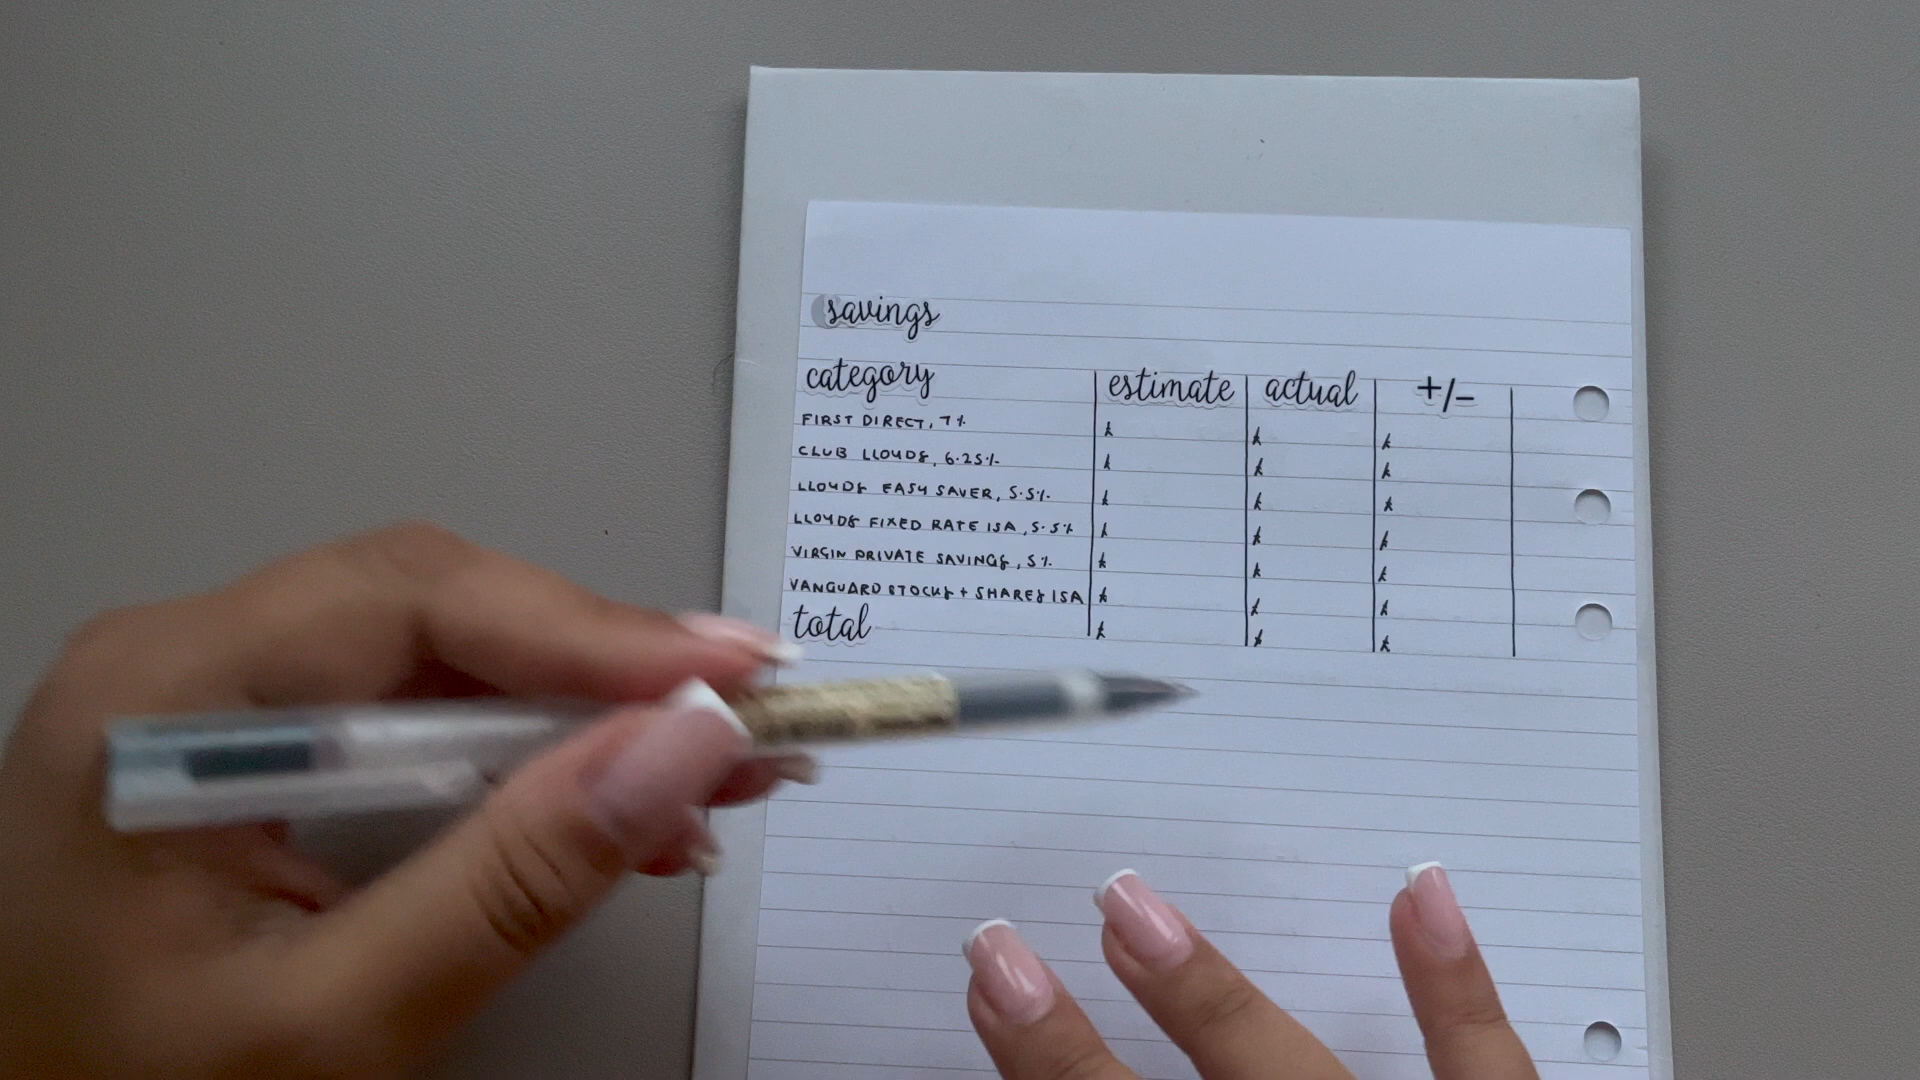 savings
category estimate actual +/-
FIRST DIRECT, 7% £ £ £
CLUB LLOYDS, 6.25% £ £ £
LLOYDS EASY SAVER, 5.5% £ £ £
LLOYDS FIXED RATE ISA, 5.5% £ £ £
VIRGIN PRIVATE SAVINGS, 5% £ £ £
VANGUARD STOCKS + SHARES ISA £ £ £
total £ £ £